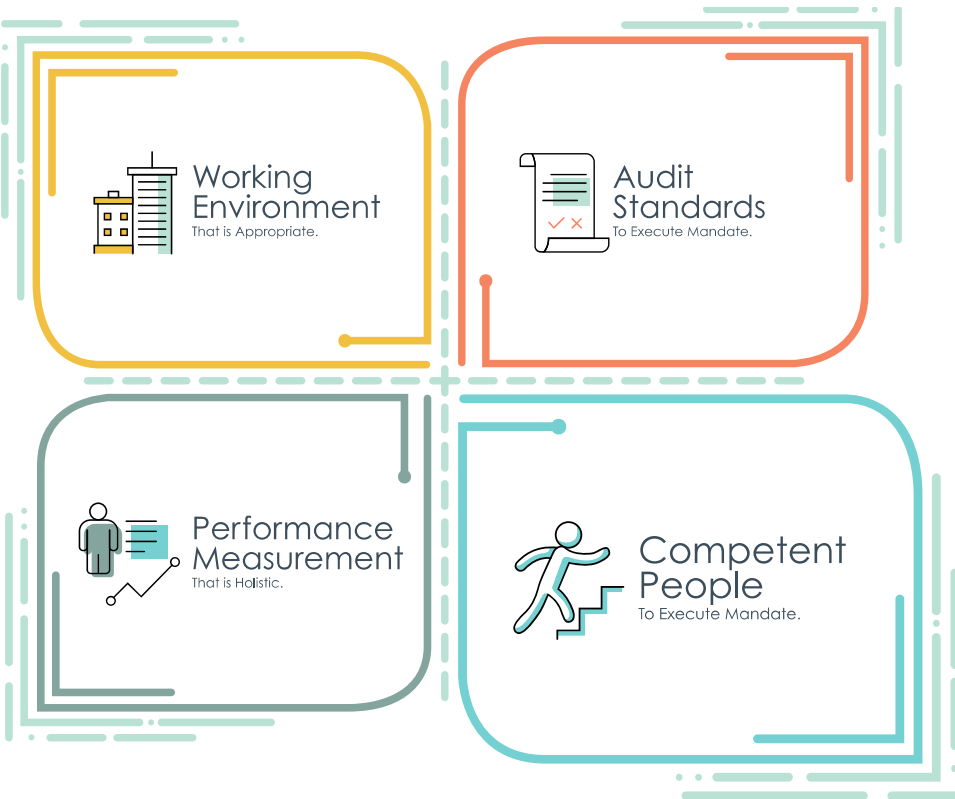 Working
Environment
That is Appropriate.
Audit
Standards
To Execute Mandate.
Performance
Measurement
That is Holistic.
Competent
People
To Execute Mandate.